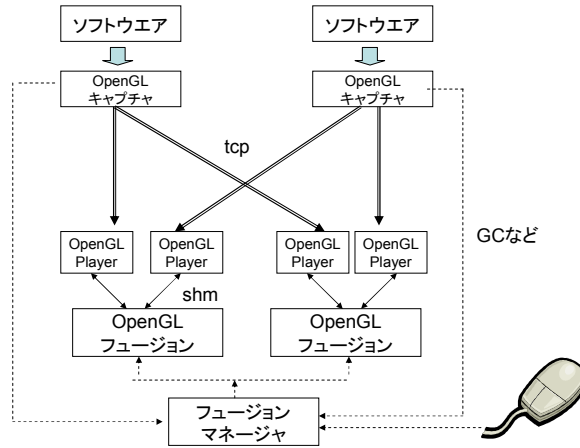 ソフトウエア
ソフトウエア
OpenGL
キャプチャ
OpenGL
キャプチャ
tcp
OpenGL
Player
OpenGL
Player
OpenGL
Player
OpenGL
Player
GCなど
shm
OpenGL
フュージョン
OpenGL
フュージョン
フュージョン
マネージャ